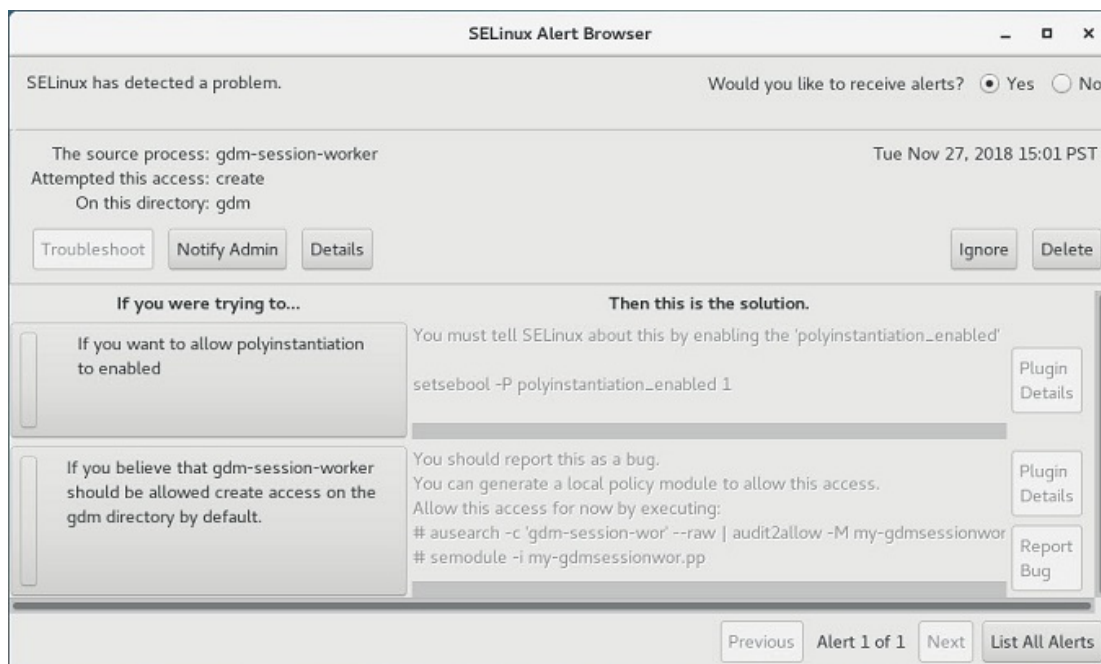 SELinux Alert Browser
SELinux has detected a problem.
Would you like to receive alerts? Yes No
The source process: gdm-session-worker
Tue Nov 27, 2018 15:01 PST
Attempted this access: create
On this directory: gdm
Troubleshoot Notify Admin Details Ignore Delete
If you were trying to...
Then this is the solution.
If you want to allow polyinstantiation
to enabled
You must tell SELinux about this by enabling the 'polyinstantiation_enabled'
setsebool -P polyinstantiation_enabled 1
Plugin
Details
If you believe that gdm-session-worker
should be allowed create access on the
gdm directory by default.
You should report this as a bug.
You can generate a local policy module to allow this access.
Allow this access for now by executing:
# ausearch -c 'gdm-session-wor' --raw | audit2allow -M my-gdmsessionwor
# semodule -i my-gdmsessionwor.pp
Plugin
Details
Report
Bug
Previous Alert 1 of 1 Next List All Alerts